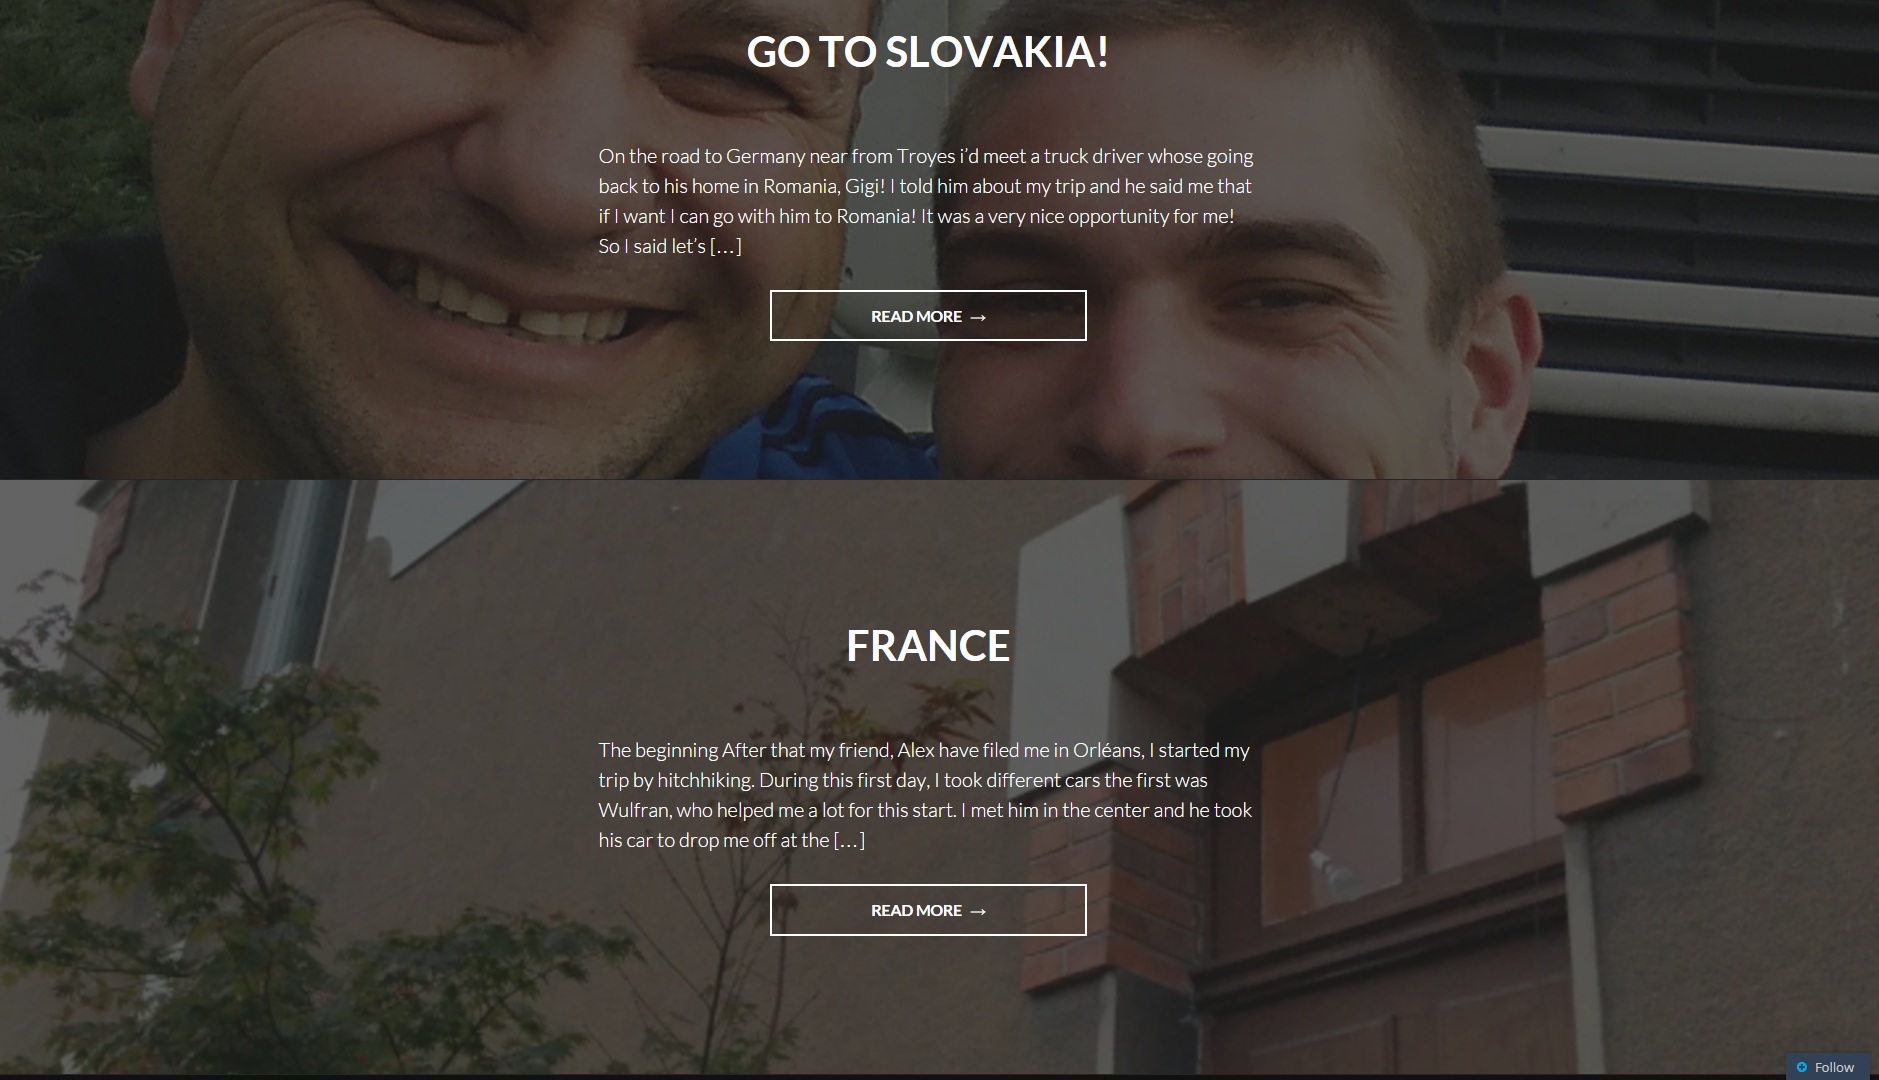 GO TO SLOVAKIA!
On the road to Germany near from Troyes i’d meet a truck driver whose going
back to his home in Romania, Gigi! I told him about my trip and he said me that
if I want I can go with him to Romania! It was a very nice opportunity for me!
So I said let’s […]
READ MORE →
FRANCE
The beginning After that my friend, Alex have filed me in Orléans, I started my
trip by hitchhiking. During this first day, I took different cars the first was
Wulfran, who helped me a lot for this start. I met him in the center and he took
his car to drop me off at the […]
READ MORE →
Follow